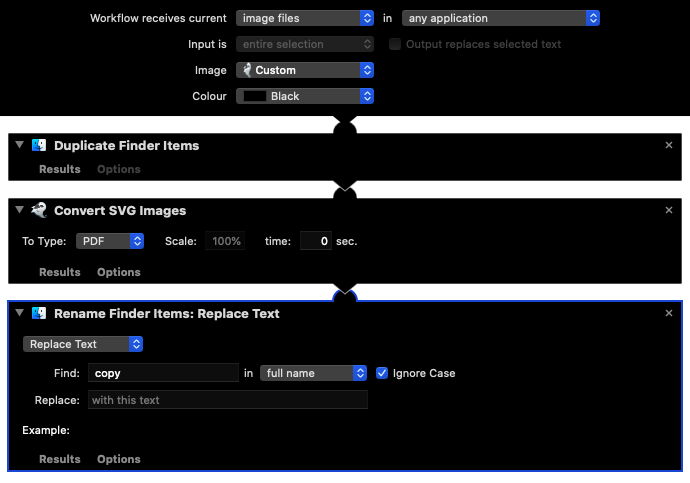 Workflow receives current image files in any application
Input is entire selection Output replaces selected text
Image Custom
Colour Black
Duplicate Finder Items
Results Options
Convert SVG Images
To Type: PDF Scale: 100% time: 0 sec.
Results Options
Rename Finder Items: Replace Text
Replace Text
Find: copy in full name Ignore Case
Replace: with this text
Example:
Results Options